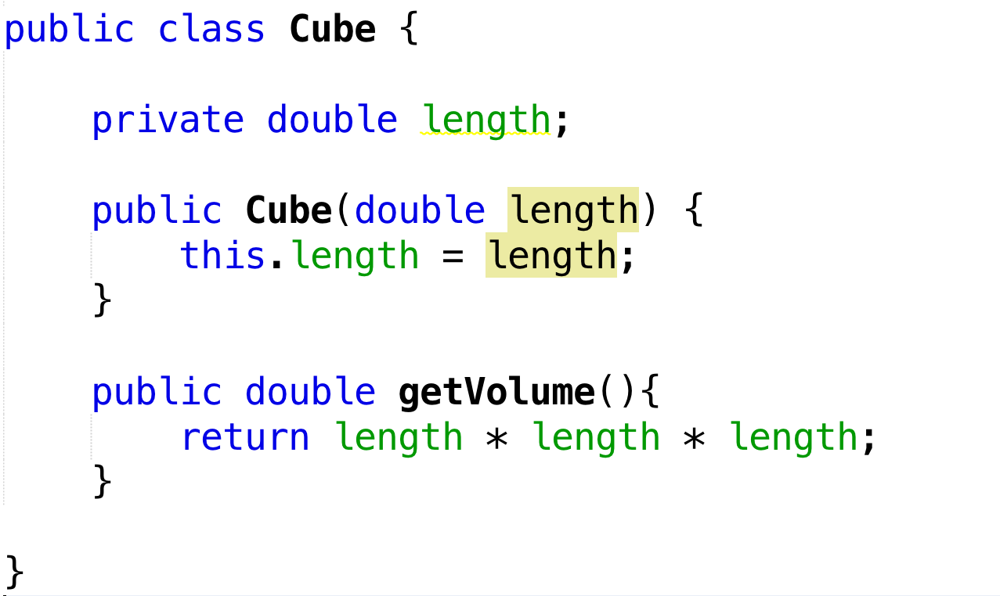 public class Cube {
    private double length;
    public Cube(double length) {
        this.length = length;
    }
    public double getVolume(){
        return length * length * length;
    }
}